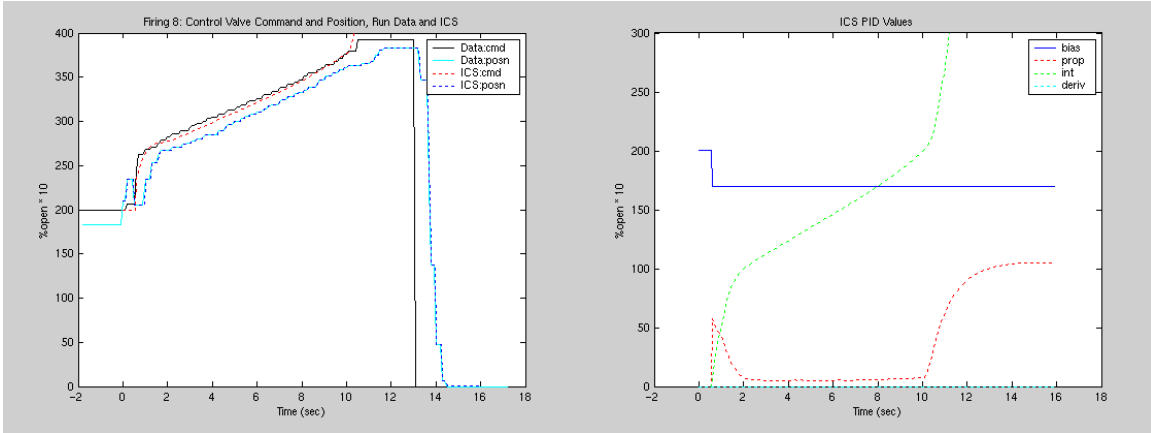 Firing 8: Control Valve Command and Position, Run Data and ICS
400
350
300
250
200
150
100
50
0
%open * 10
Data:cmd
Data:posn
ICS:cmd
ICS:posn
−2 0 2 4 6 8 10 12 14 16 18
Time (sec)
ICS PID Values
300
250
200
150
100
50
0
%open * 10
bias
prop
int
deriv
−2 0 2 4 6 8 10 12 14 16 18
Time (sec)